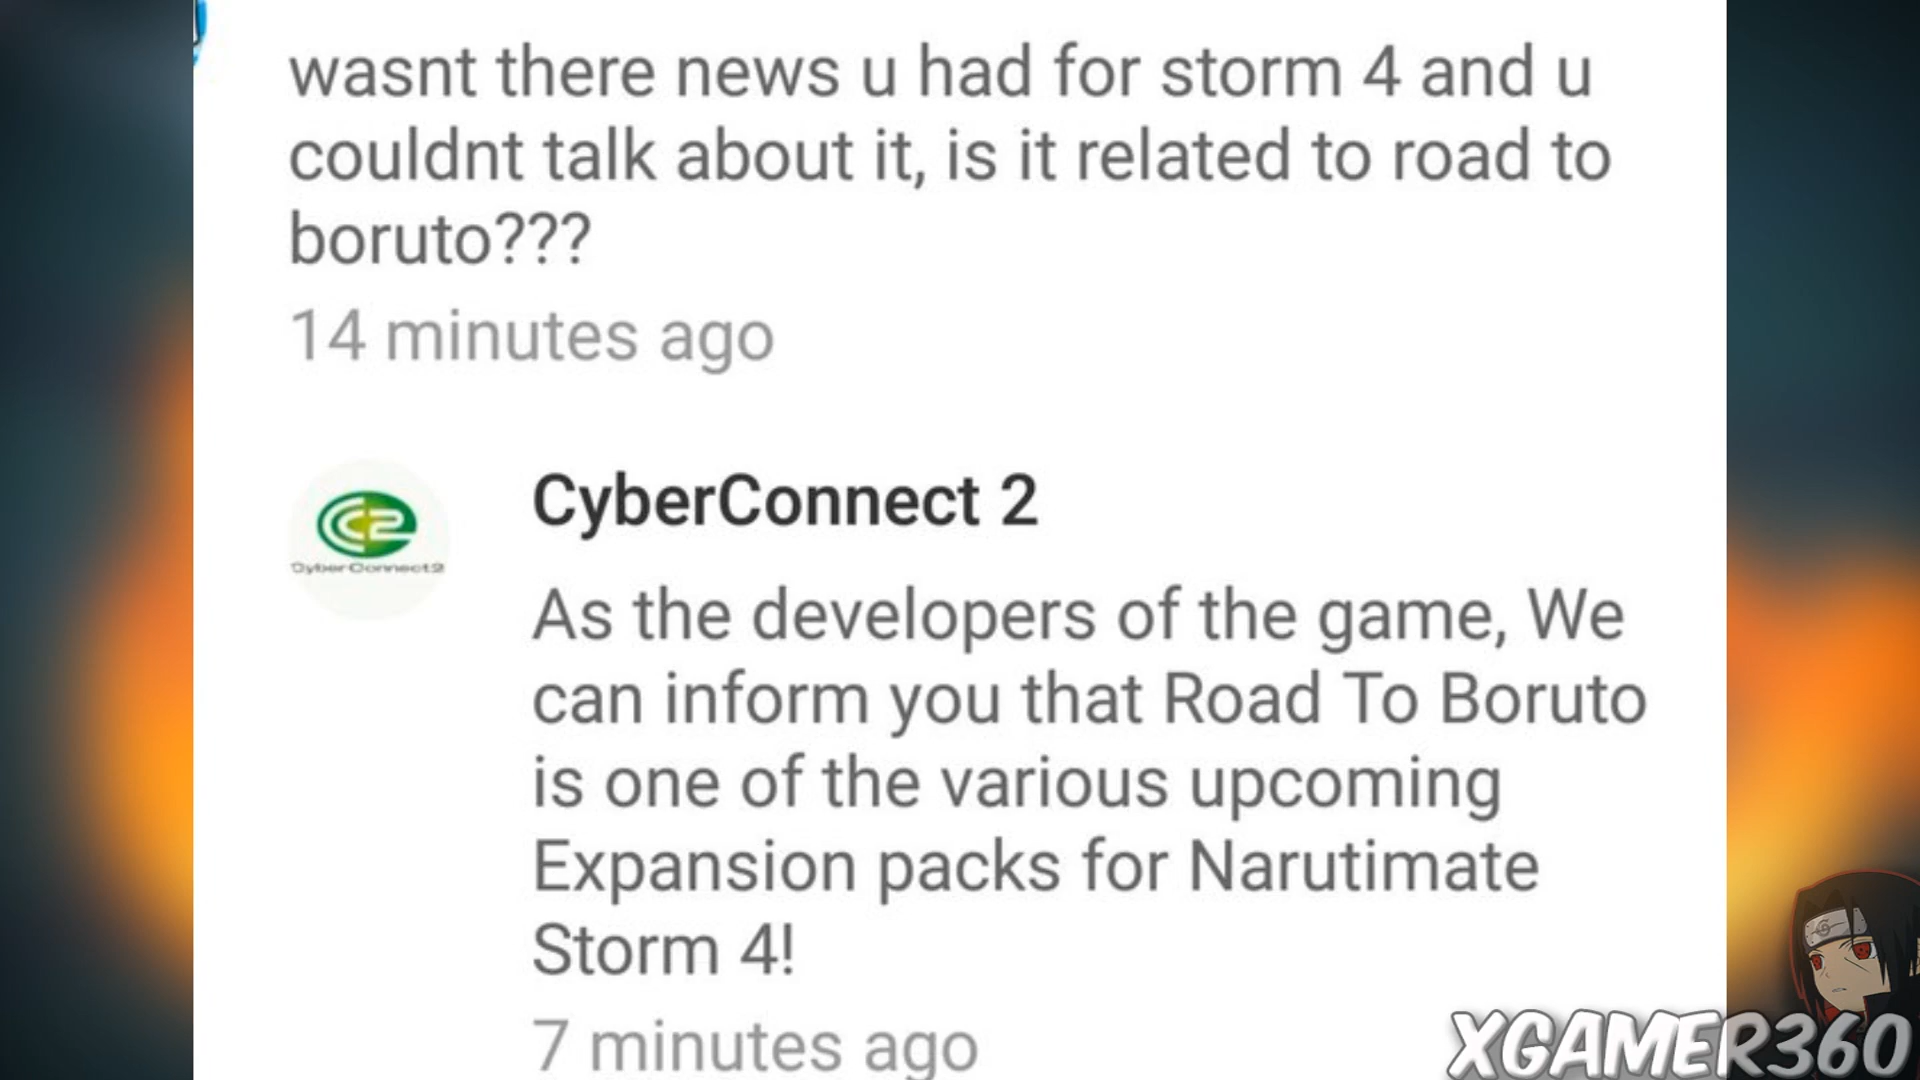 wasnt there news u had for storm 4 and u
couldnt talk about it, is it related to road to
boruto???
14 minutes ago
CyberConnect 2
CyberConnect2
As the developers of the game, We
can inform you that Road To Boruto
is one of the various upcoming
Expansion packs for Narutimate
Storm 4!
7 minutes ago
XGAMER360